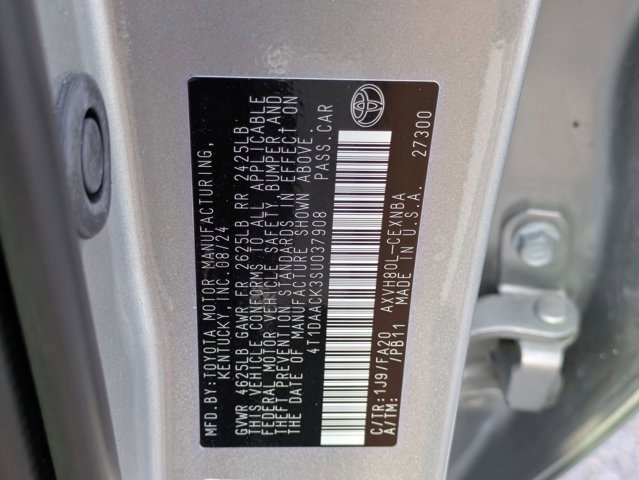 MFD.BY:TOYOTA MOTOR MANUFACTURING,
KENTUCKY INC.08/24
GVWR 4625LB GAWR FR 2625LB RR 2425LB
THIS VEHICLE CONFORMS TO ALL APPLICABLE
FEDERAL MOTOR VEHICLE SAFETY, BUMPER AND
THEFT PREVENTION STANDARDS IN EFFECT ON
THE DATE OF MANUFACTURE SHOWN ABOVE.
4T1DAACK3SU037908 PASS.CAR
C/TR:1J9/FA20 AXVH80L-CEXNBA
A/TM: /PB11 MADE IN U.S.A. 27300